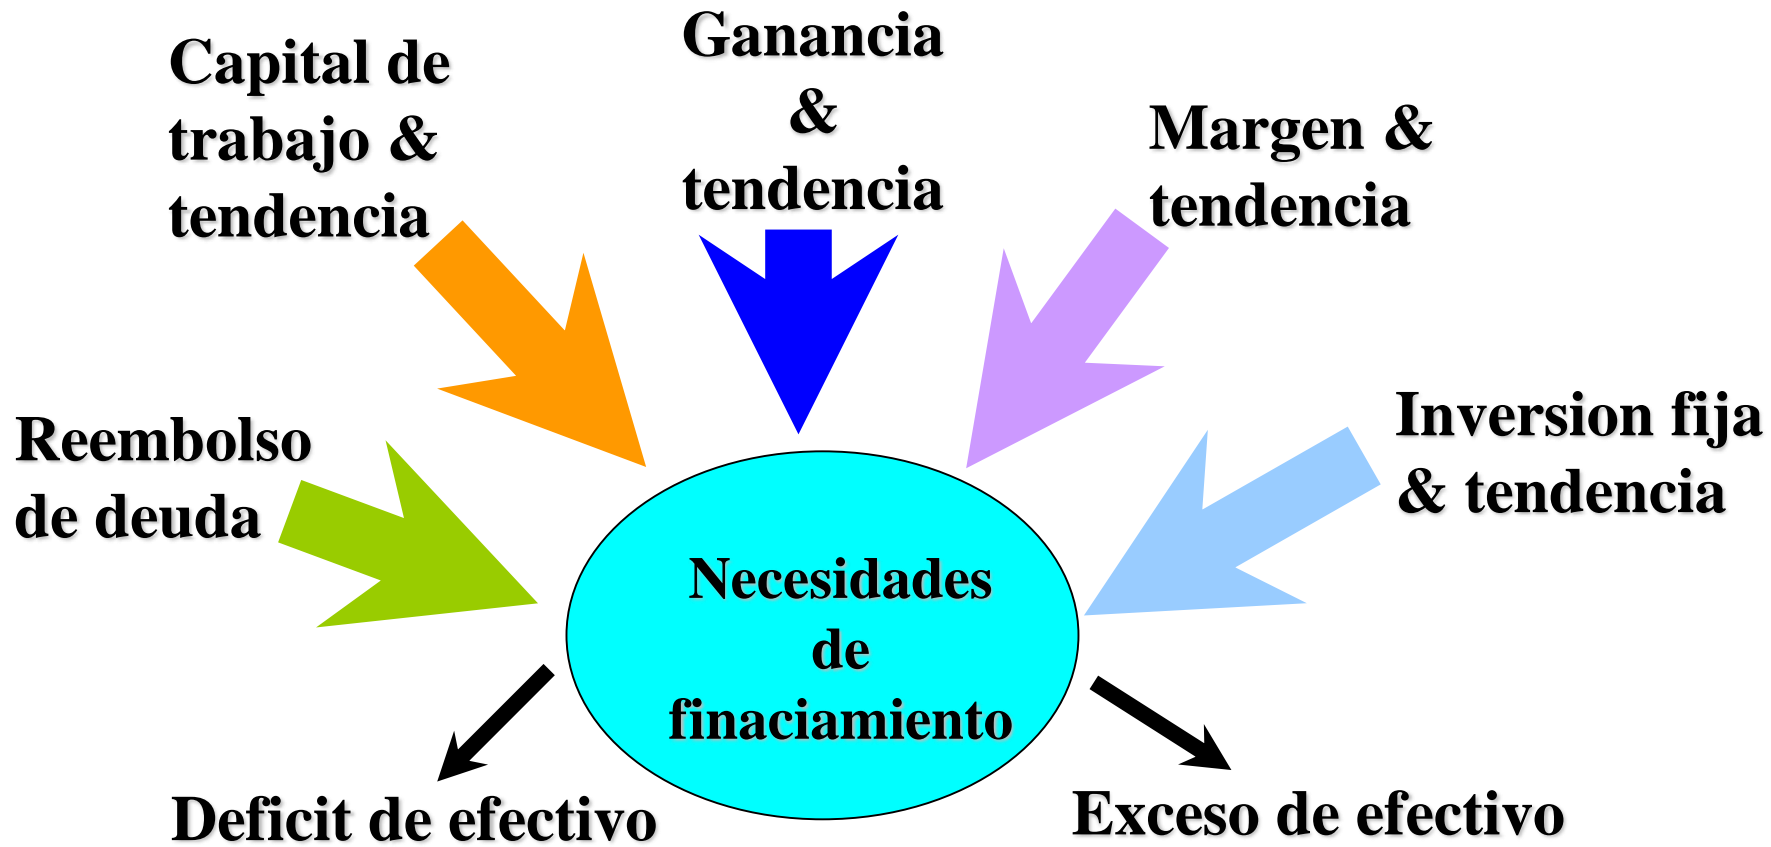 Ganancia
&
tendencia
Capital de
trabajo &
tendencia
Margen &
tendencia
Reembolso
de deuda
Inversion fija
& tendencia
Necesidades
de
finaciamiento
Deficit de efectivo
Exceso de efectivo